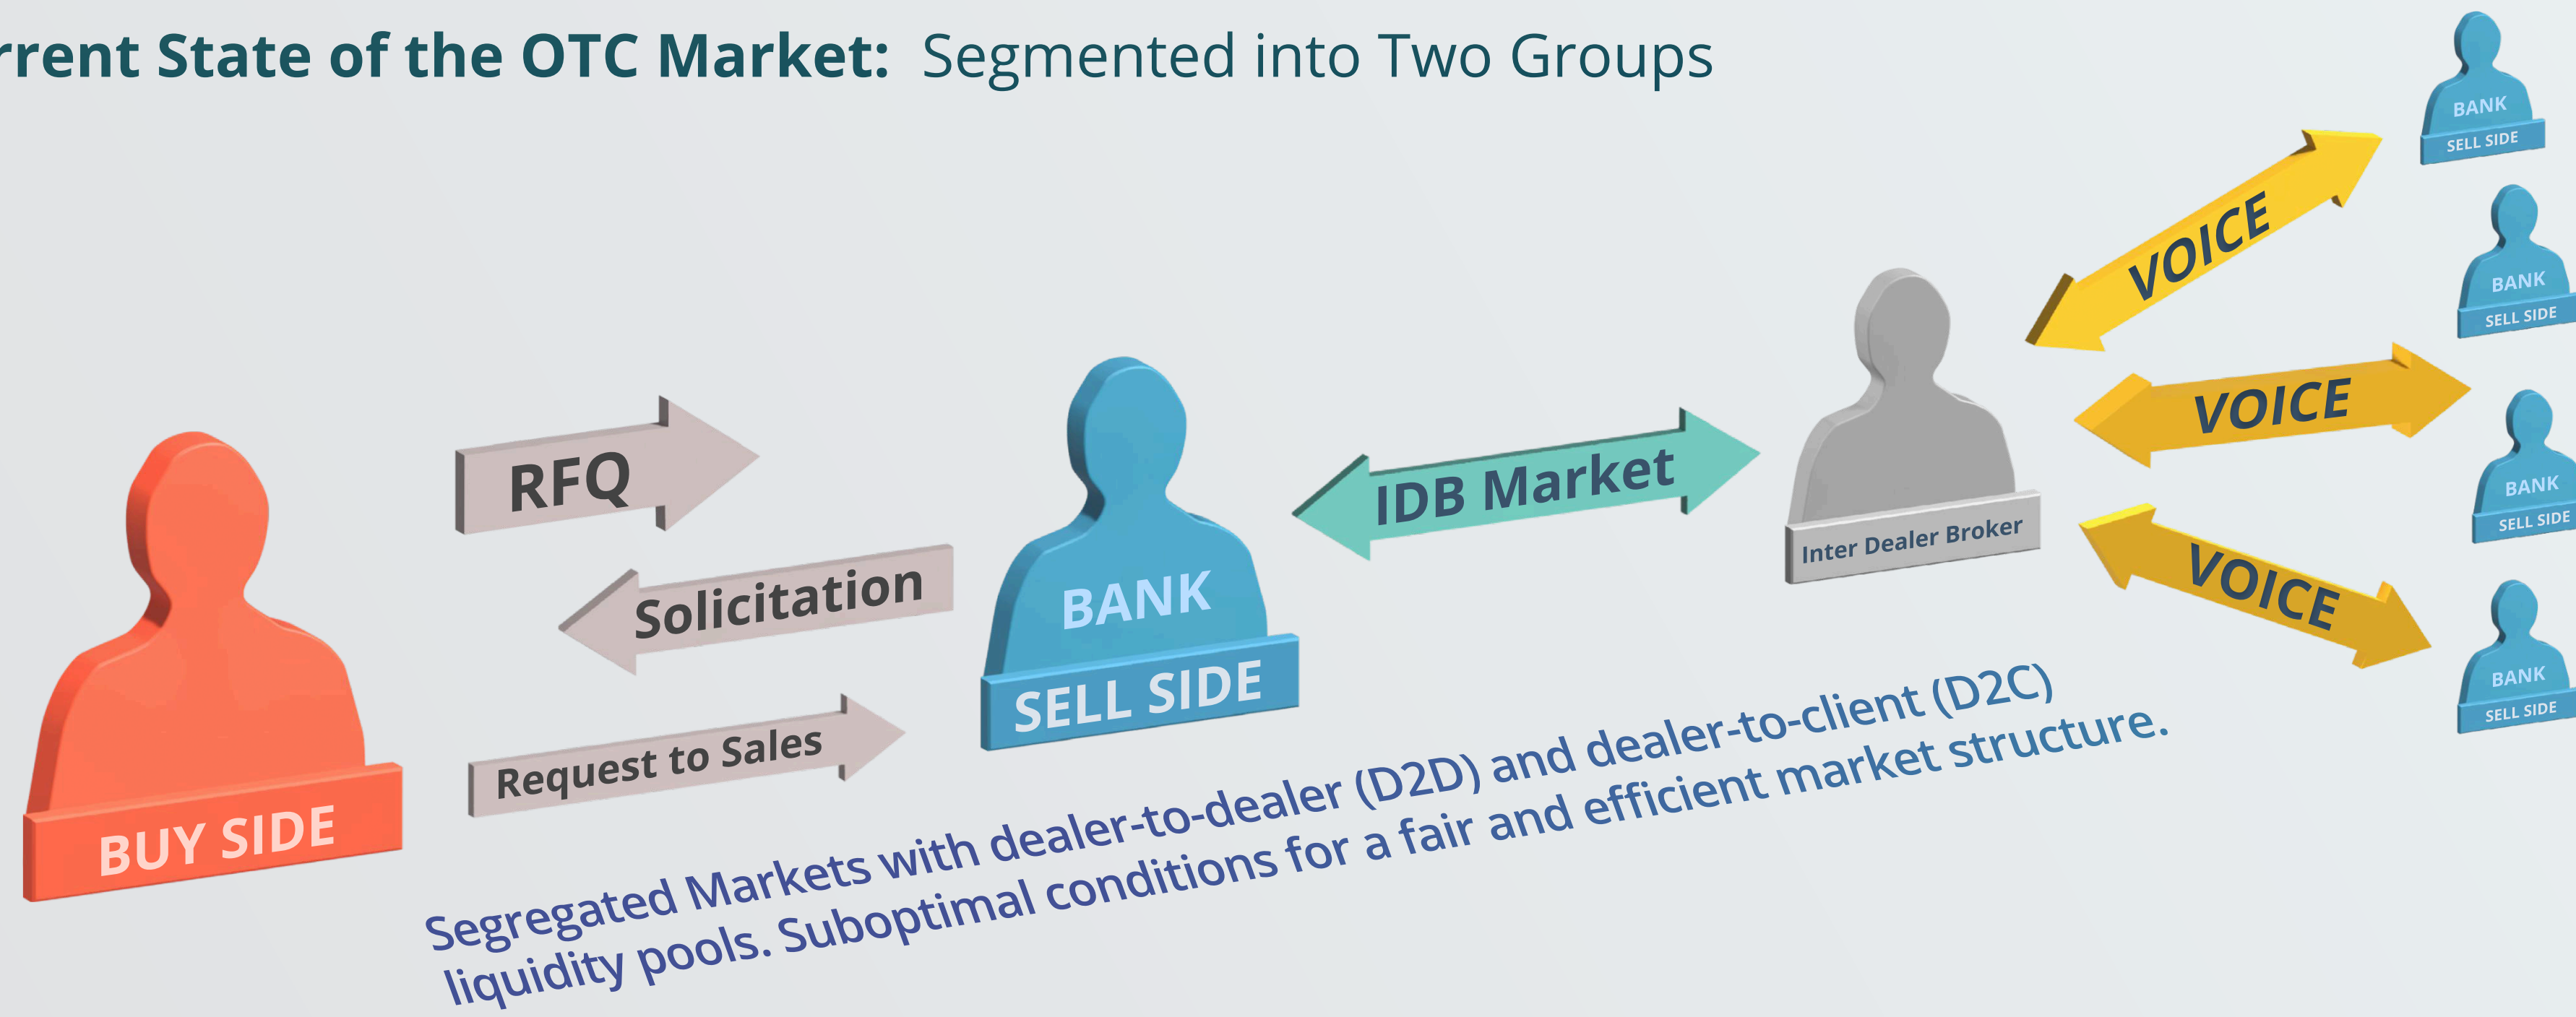 rrent State of the OTC Market: Segmented into Two Groups
BANK
SELL SIDE
VOICE
BANK
SELL SIDE
RFQ
VOICE
IDB Market
BANK
SELL SIDE
Inter Dealer Broker
Solicitation
BANK
SELL SIDE
VOICE
BANK
SELL SIDE
Request to Sales
BUY SIDE
Segregated Markets with dealer-to-dealer (D2D) and dealer-to-client (D2C)
liquidity pools. Suboptimal conditions for a fair and efficient market structure.